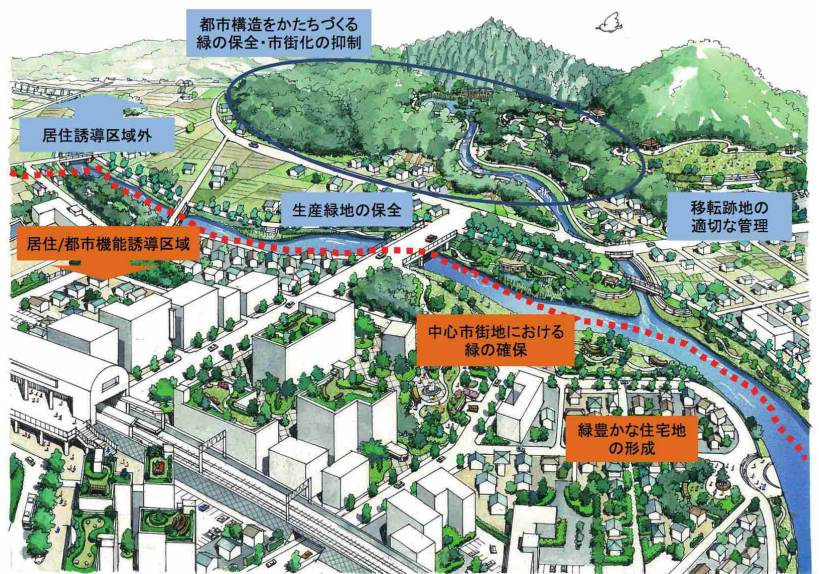 都市構造をかたちづくる
緑の保全・市街化の抑制
居住誘導区域外
生産緑地の保全
移転跡地の
適切な管理
居住/都市機能誘導区域
中心市街地における
緑の確保
緑豊かな住宅地
の形成